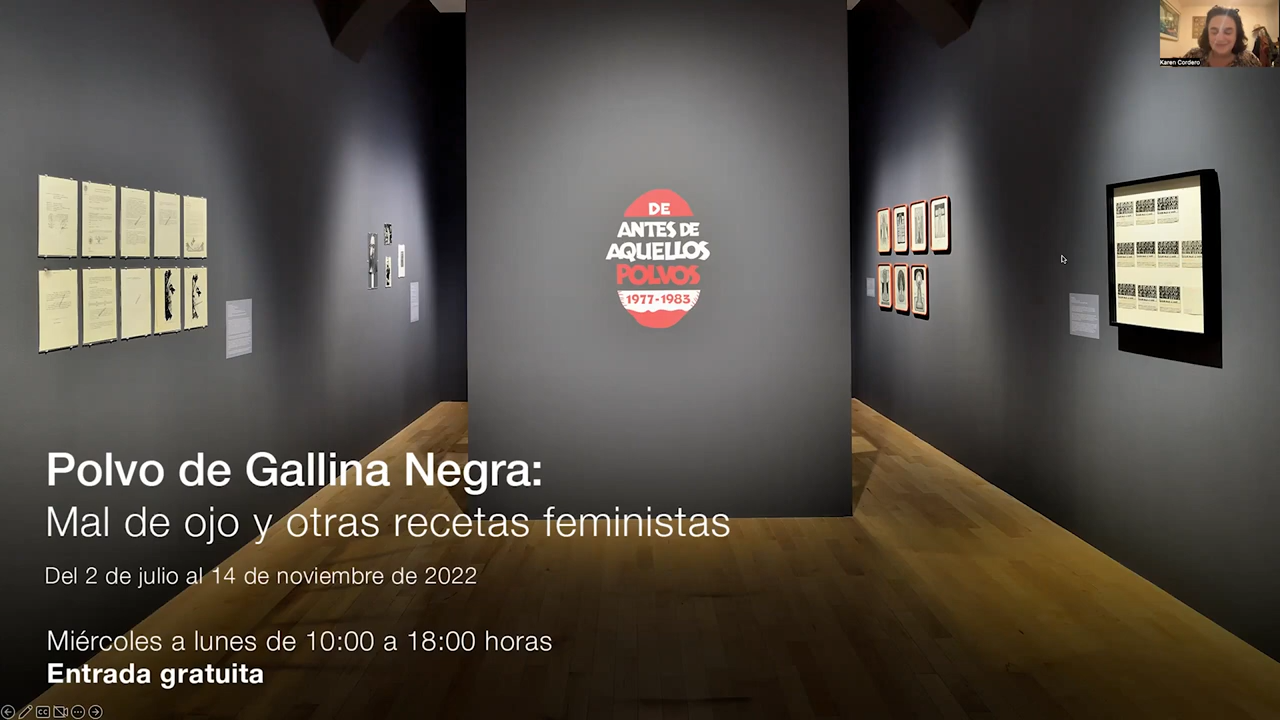 Karen Cordero
DE
ANTES DE
AQUELLOS
POLVOS
1977-1983
Polvo de Gallina Negra:
Mal de ojo y otras recetas feministas
Del 2 de julio al 14 de noviembre de 2022
Miércoles a lunes de 10:00 a 18:00 horas
Entrada gratuita
CC